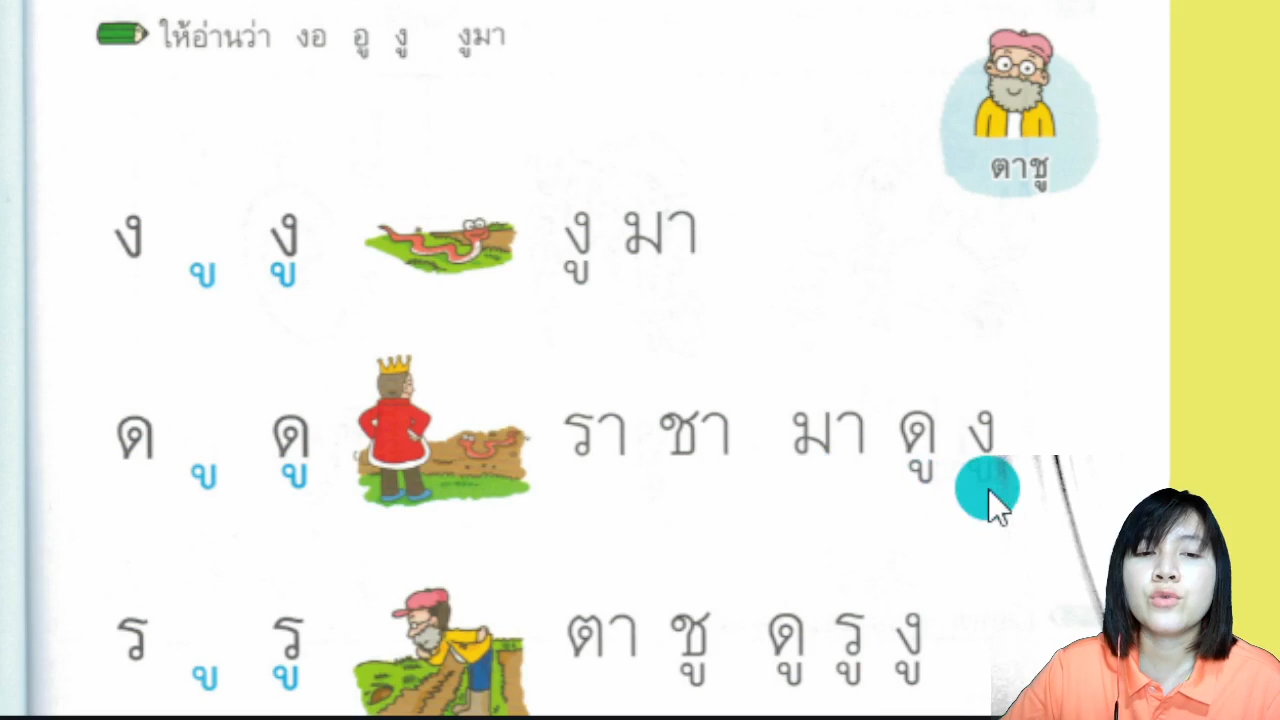 ให้อ่านว่า งอ อู งู งูมา
ตาชู
ง ู งู งู มา
ด ู ดู รา ชา มา ดู งู
ร ู รู ตา ชู ดู รู งู